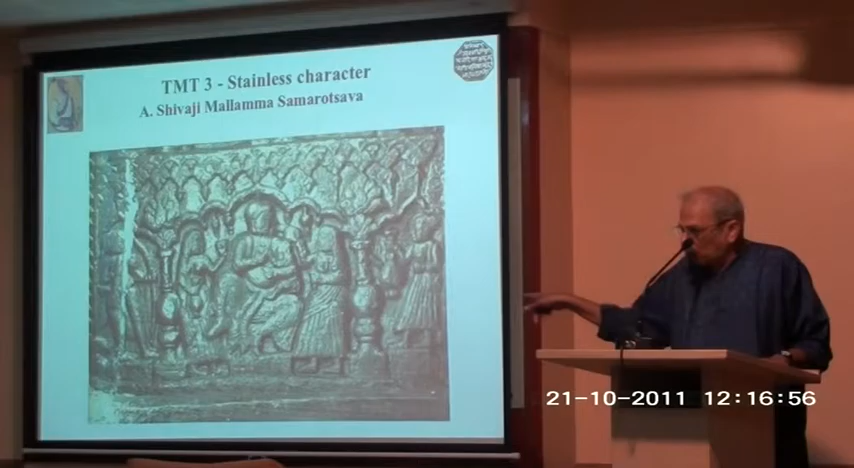 TMT 3 - Stainless character
A. Shivaji Mallamma Samarotsava
21-10-2011 12:16:56